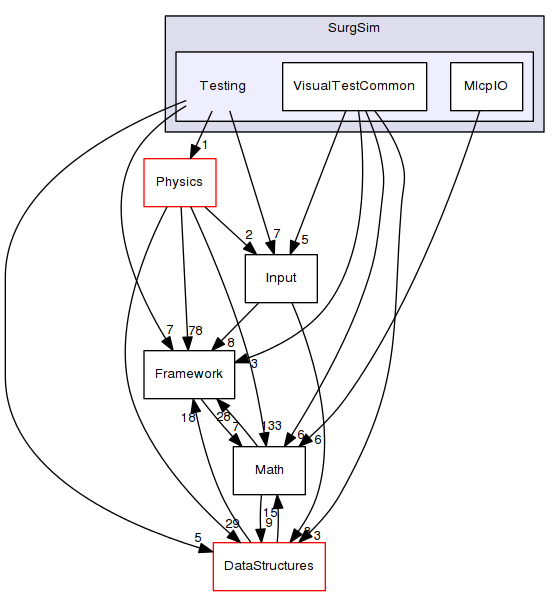 SurgSim
Testing
VisualTestCommon
MlcpIO
1
Physics
2
7
5
Input
7
78
8
3
Framework
18
28
7
133
6
6
Math
15
9
5
29
3
DataStructures